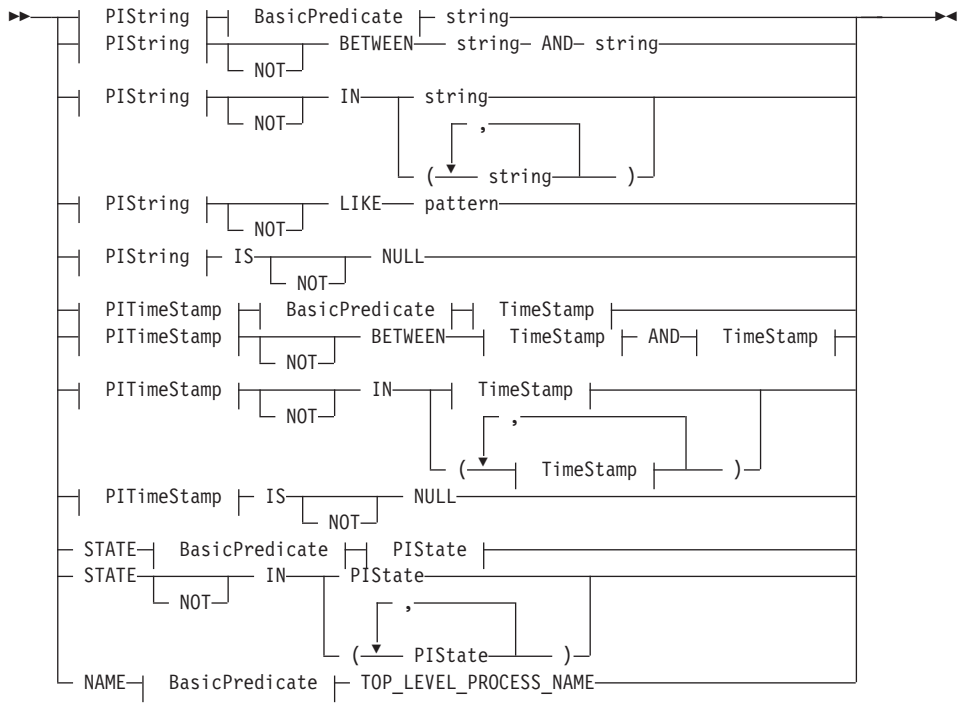 PIString BasicPredicate string
PIString BETWEEN string AND string
NOT
PIString IN string
NOT ,
( string )
PIString LIKE pattern
NOT
PIString IS NULL
NOT
PITimeStamp BasicPredicate TimeStamp
PITimeStamp BETWEEN TimeStamp AND TimeStamp
NOT
PITimeStamp IN TimeStamp
NOT ,
( TimeStamp )
PITimeStamp IS NULL
NOT
STATE BasicPredicate PIState
STATE IN PIState
NOT ,
( PIState )
NAME BasicPredicate TOP_LEVEL_PROCESS_NAME